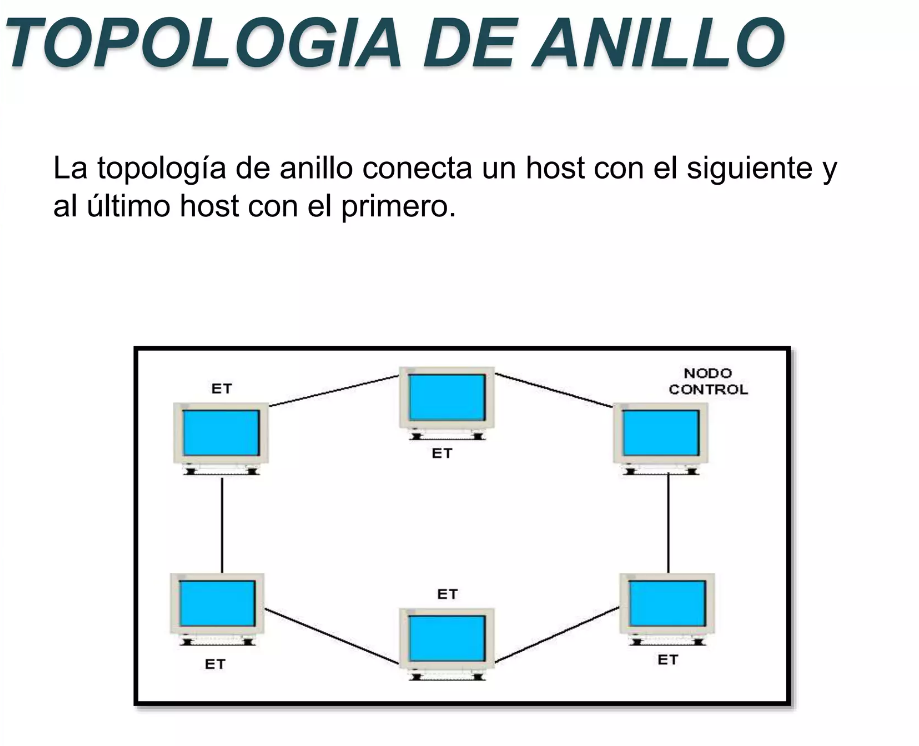 TOPOLOGIA DE ANILLO
La topología de anillo conecta un host con el siguiente y
al último host con el primero.
ET
ET
NODO
CONTROL
ET
ET
ET